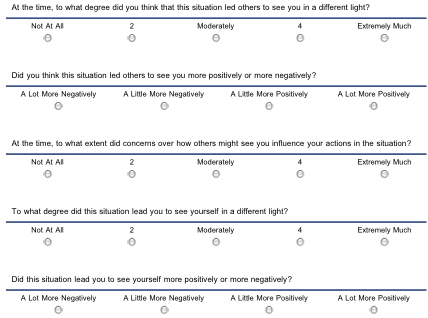 At the time, to what degree did you think that this situation led others to see you in a different light?
Not At All 2 Moderately 4 Extremely Much
Did you think this situation led others to see you more positively or more negatively?
A Lot More Negatively A Little More Negatively A Little More Positively A Lot More Positively
At the time, to what extent did concerns over how others might see you influence your actions in the situation?
Not At All 2 Moderately 4 Extremely Much
To what degree did this situation lead you to see yourself in a different light?
Not At All 2 Moderately 4 Extremely Much
Did this situation lead you to see yourself more positively or more negatively?
A Lot More Negatively A Little More Negatively A Little More Positively A Lot More Positively